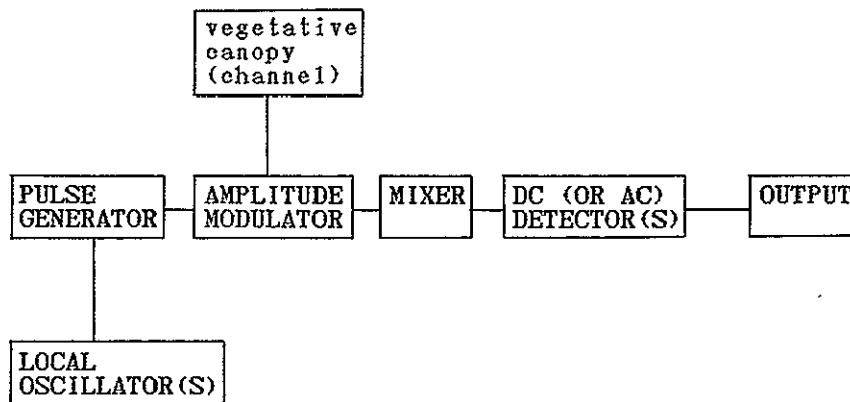 vegetative
canopy
(channel)
PULSE
GENERATOR
AMPLITUDE
MODULATOR
MIXER
DC (OR AC)
DETECTOR(S)
OUTPUT
LOCAL
OSCILLATOR(S)